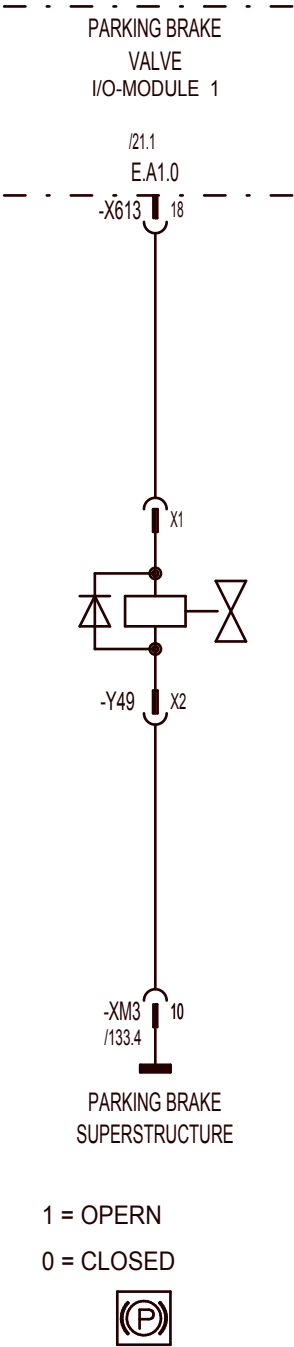 PARKING BRAKE
VALVE
I/O-MODULE 1
/21.1
E.A1.0
-X613 18
X1
-Y49 X2
-XM3 10
/133.4
PARKING BRAKE
SUPERSTRUCTURE
1 = OPERN
0 = CLOSED
P